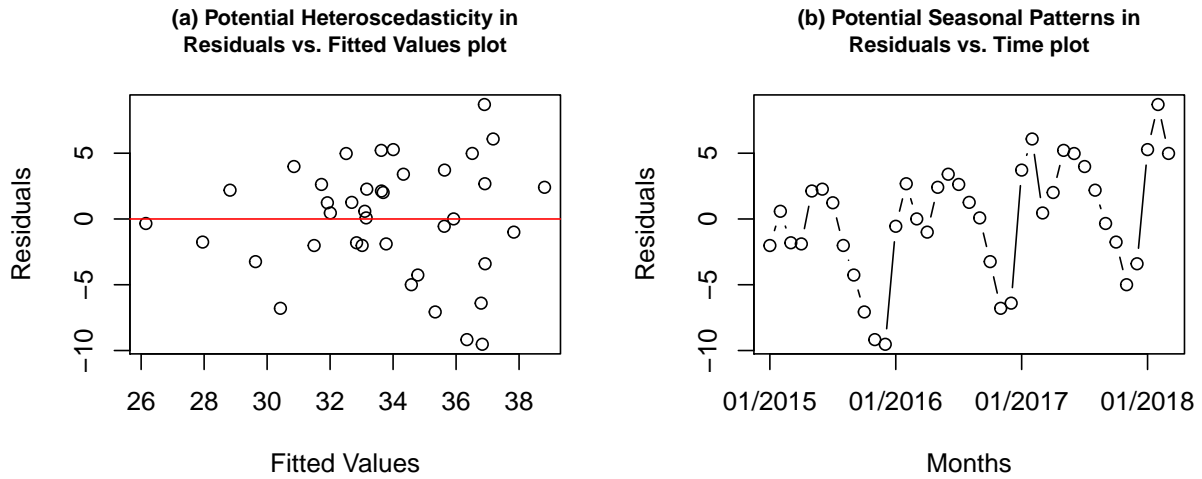 (a) Potential Heteroscedasticity in
Residuals vs. Fitted Values plot
Residuals
5
0
−5
−10
26 28 30 32 34 36 38
Fitted Values
(b) Potential Seasonal Patterns in
Residuals vs. Time plot
Residuals
5
0
−5
−10
01/2015 01/2016 01/2017 01/2018
Months